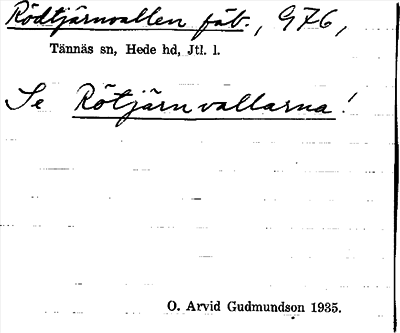 Rödtjärnvallen fäb., 976,
Tännäs sn, Hede hd, Jtl. l.
Se Rötjärnvallarna!
O. Arvid Gudmundson 1935.